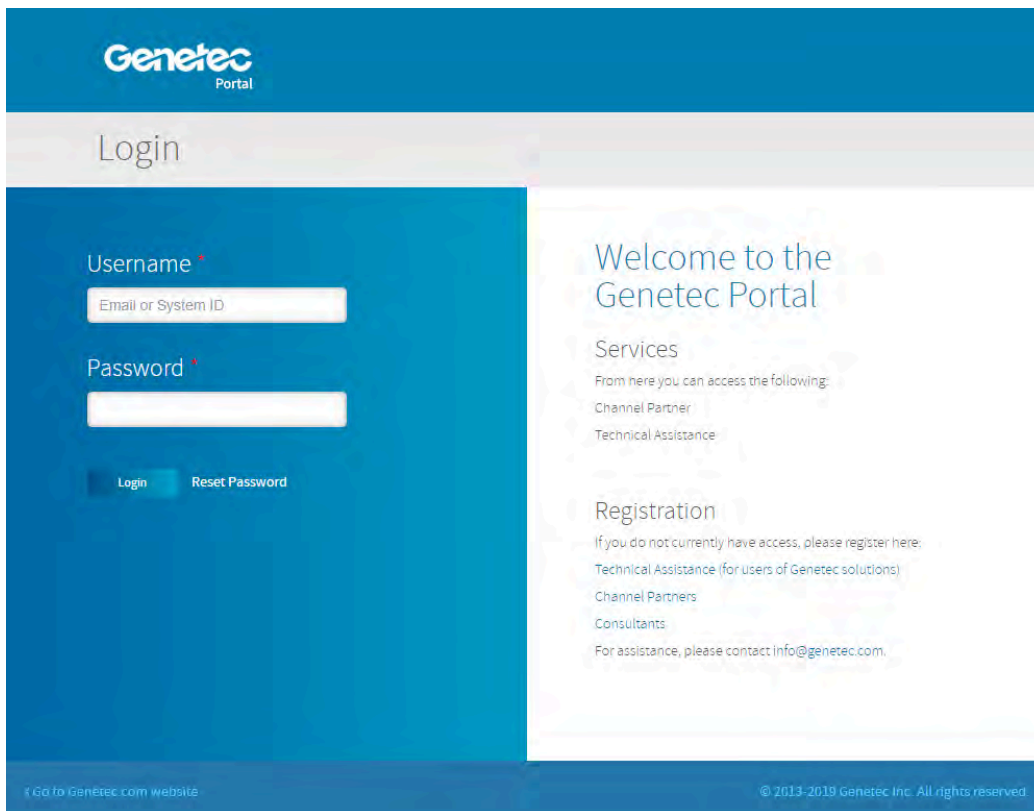 Genetec
Portal
Login
Username *
Email or System ID
Password *
Login Reset Password
Welcome to the
Genetec Portal
Services
From here you can access the following:
Channel Partner
Technical Assistance
Registration
If you do not currently have access, please register here:
Technical Assistance (for users of Genetec solutions)
Channel Partners
Consultants
For assistance, please contact info@genetec.com.
Go to Genetec.com website
© 2013-2019 Genetec Inc. All rights reserved